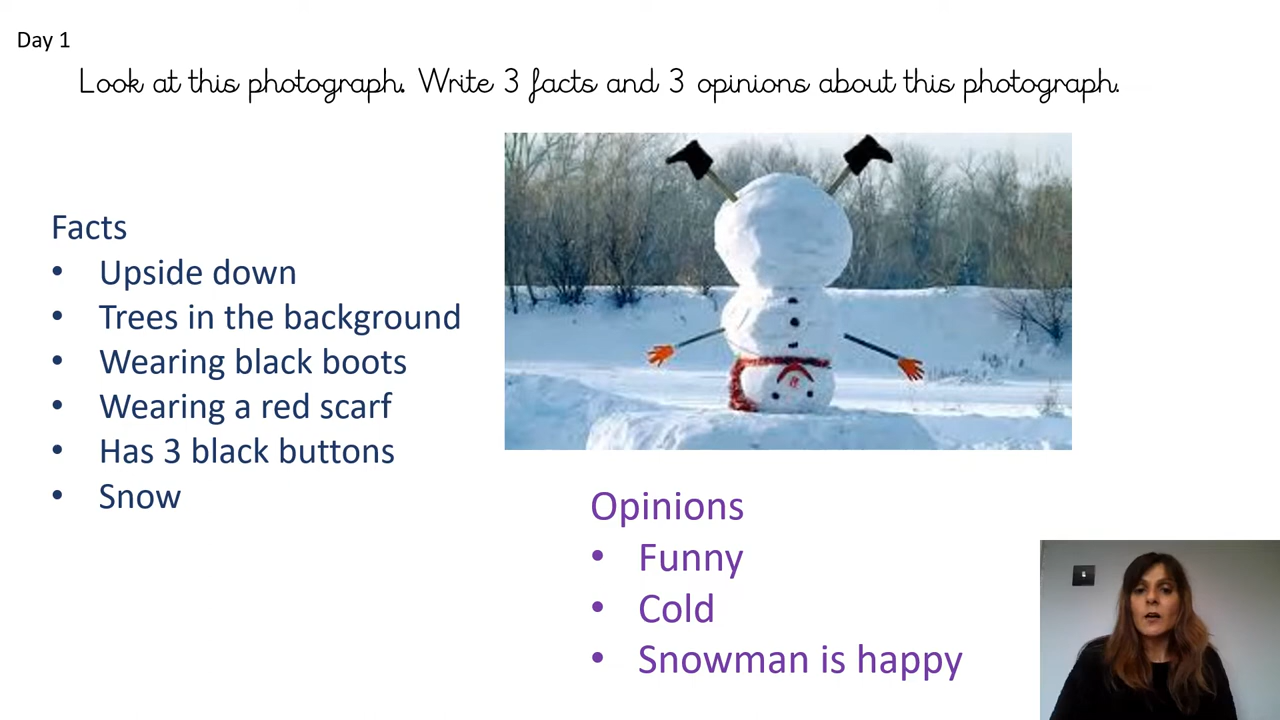 Day 1
Look at this photograph. Write 3 facts and 3 opinions about this photograph.
Facts
• Upside down
• Trees in the background
• Wearing black boots
• Wearing a red scarf
• Has 3 black buttons
• Snow
Opinions
• Funny
• Cold
• Snowman is happy